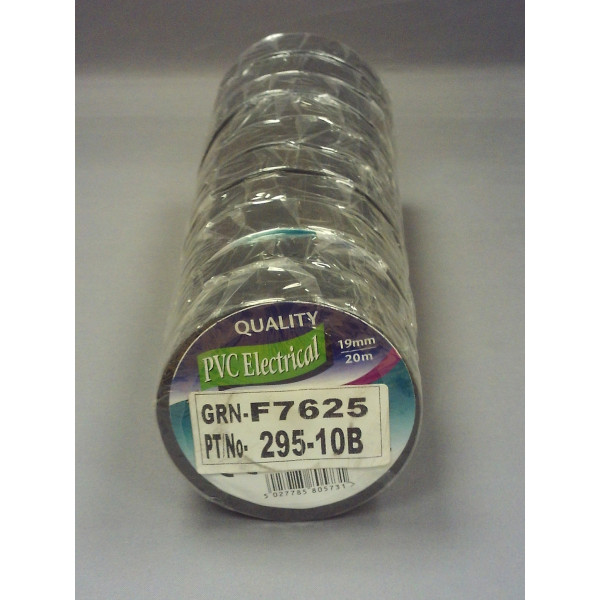 QUALITY
PVC Electrical
19mm
20m
GRN-F7625
PT/No- 295-10B
5 027785 805731